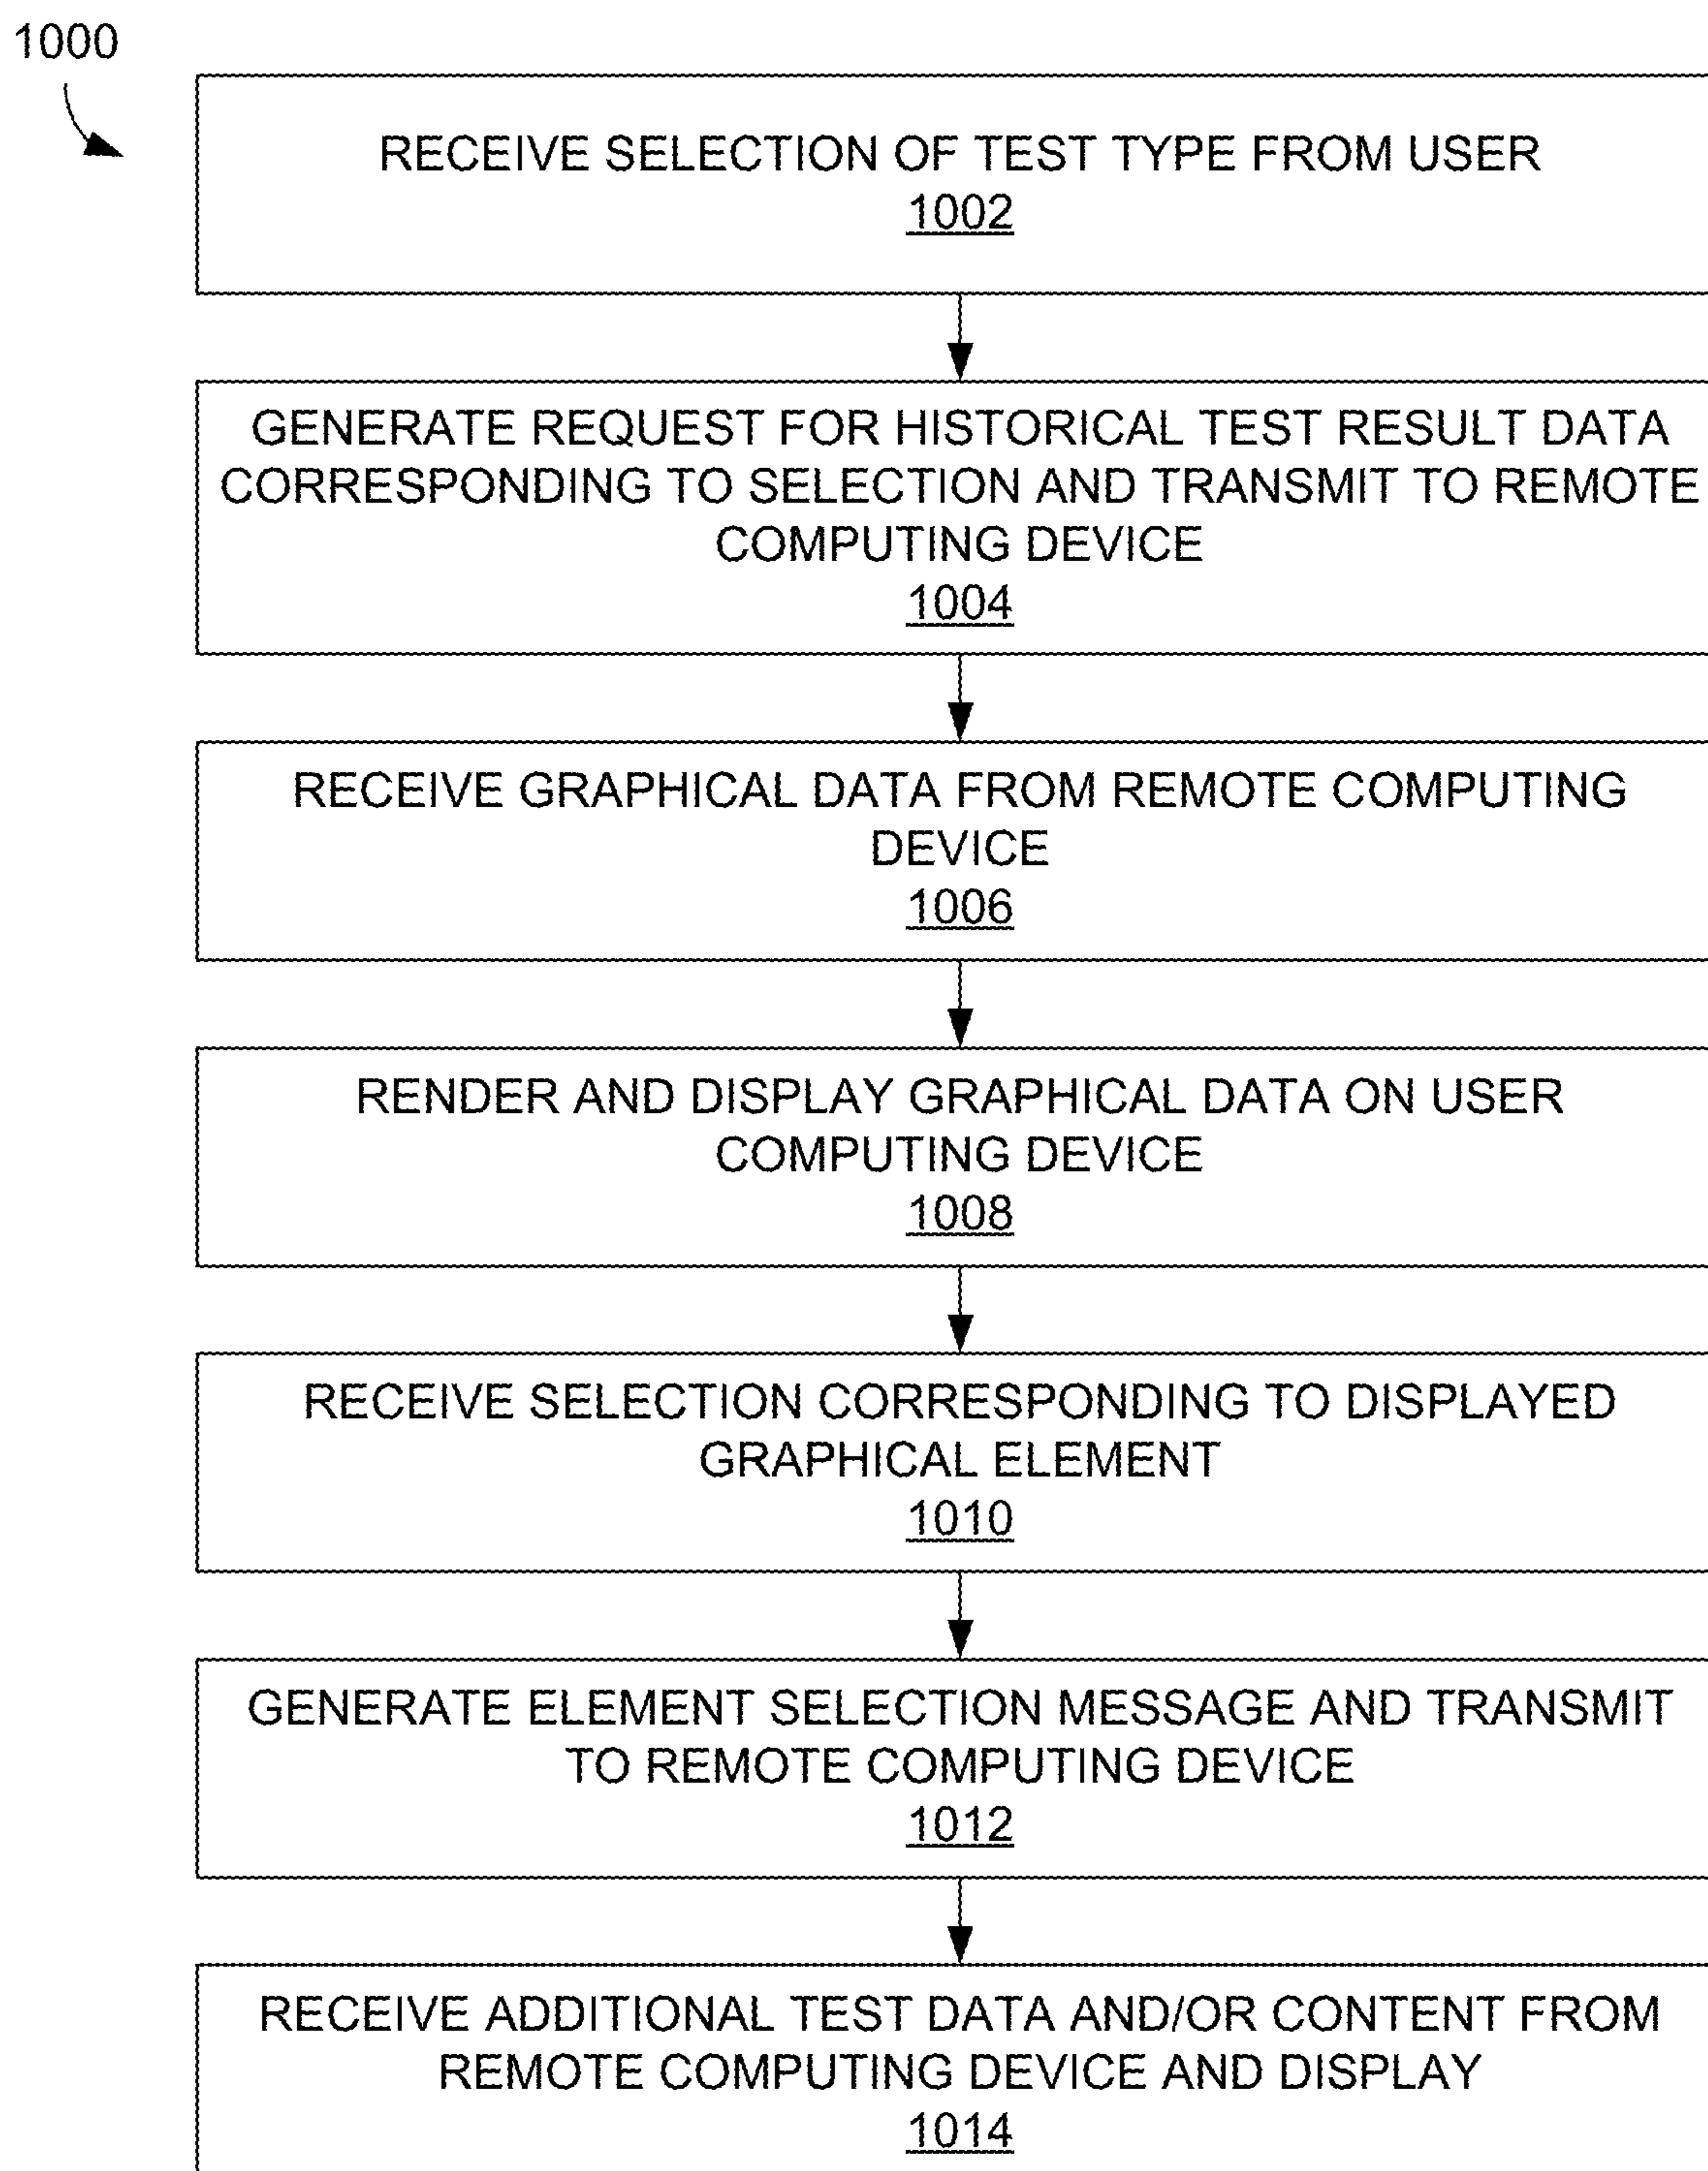 1000
RECEIVE SELECTION OF TEST TYPE FROM USER
1002
GENERATE REQUEST FOR HISTORICAL TEST RESULT DATA
CORRESPONDING TO SELECTION AND TRANSMIT TO REMOTE
COMPUTING DEVICE
1004
RECEIVE GRAPHICAL DATA FROM REMOTE COMPUTING
DEVICE
1006
RENDER AND DISPLAY GRAPHICAL DATA ON USER
COMPUTING DEVICE
1008
RECEIVE SELECTION CORRESPONDING TO DISPLAYED
GRAPHICAL ELEMENT
1010
GENERATE ELEMENT SELECTION MESSAGE AND TRANSMIT
TO REMOTE COMPUTING DEVICE
1012
RECEIVE ADDITIONAL TEST DATA AND/OR CONTENT FROM
REMOTE COMPUTING DEVICE AND DISPLAY
1014